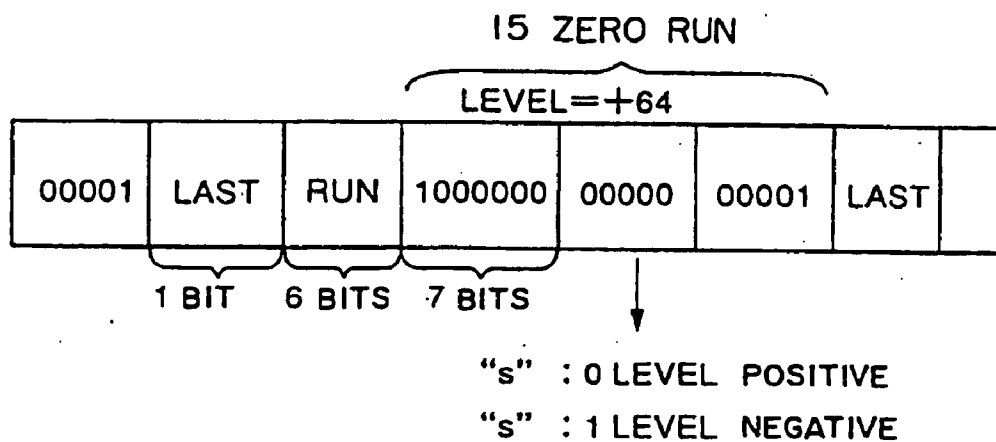 15 ZERO RUN
LEVEL=+64
00001 LAST RUN 1000000 00000 00001 LAST
1 BIT 6 BITS 7 BITS
“s” : 0 LEVEL POSITIVE
“s” : 1 LEVEL NEGATIVE